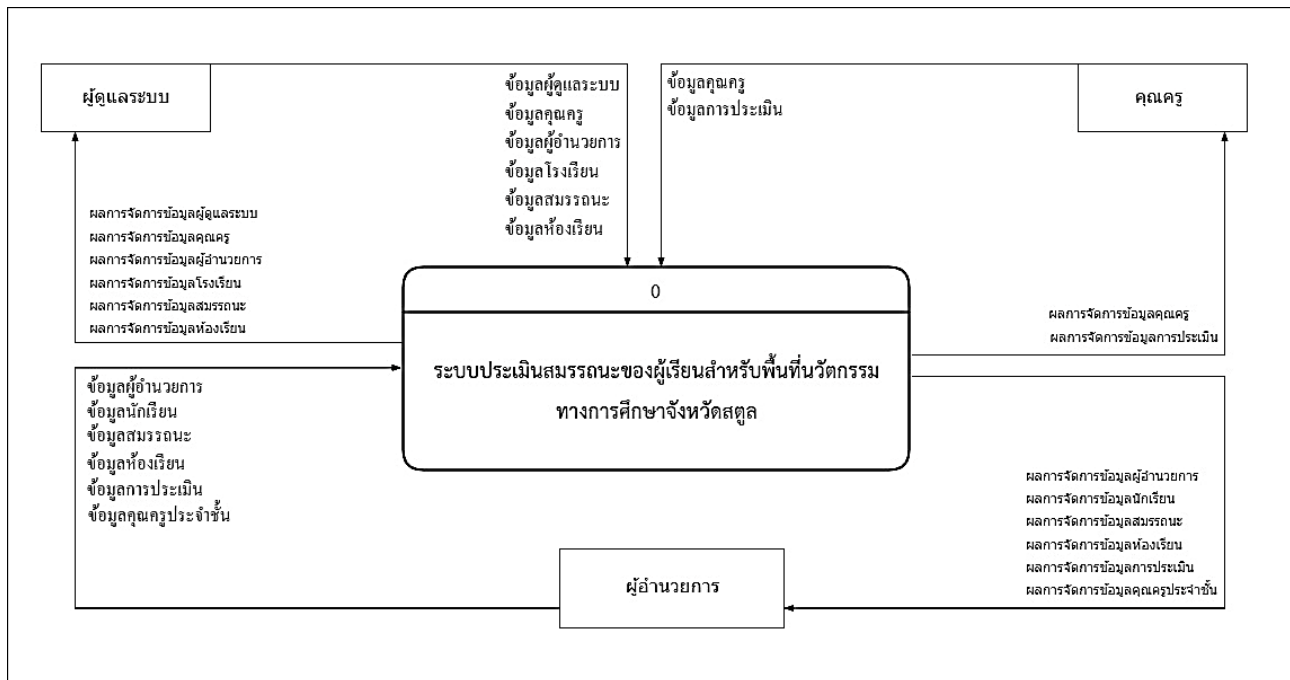 ผู้ดูแลระบบ
ข้อมูลผู้ดูแลระบบ
ข้อมูลคุณครู
ข้อมูลผู้อำนวยการ
ข้อมูลโรงเรียน
ข้อมูลสมรรถนะ
ข้อมูลห้องเรียน
ข้อมูลคุณครู
ข้อมูลการประเมิน
คุณครู
ผลการจัดการข้อมูลผู้ดูแลระบบ
ผลการจัดการข้อมูลคุณครู
ผลการจัดการข้อมูลผู้อำนวยการ
ผลการจัดการข้อมูลโรงเรียน
ผลการจัดการข้อมูลสมรรถนะ
ผลการจัดการข้อมูลห้องเรียน
0
ระบบประเมินสมรรถนะของผู้เรียนสำหรับพื้นที่นวัตกรรม
ทางการศึกษาจังหวัดสตูล
ผลการจัดการข้อมูลคุณครู
ผลการจัดการข้อมูลการประเมิน
ข้อมูลผู้อำนวยการ
ข้อมูลนักเรียน
ข้อมูลสมรรถนะ
ข้อมูลห้องเรียน
ข้อมูลการประเมิน
ข้อมูลคุณครูประจำชั้น
ผู้อำนวยการ
ผลการจัดการข้อมูลผู้อำนวยการ
ผลการจัดการข้อมูลนักเรียน
ผลการจัดการข้อมูลสมรรถนะ
ผลการจัดการข้อมูลห้องเรียน
ผลการจัดการข้อมูลการประเมิน
ผลการจัดการข้อมูลคุณครูประจำชั้น